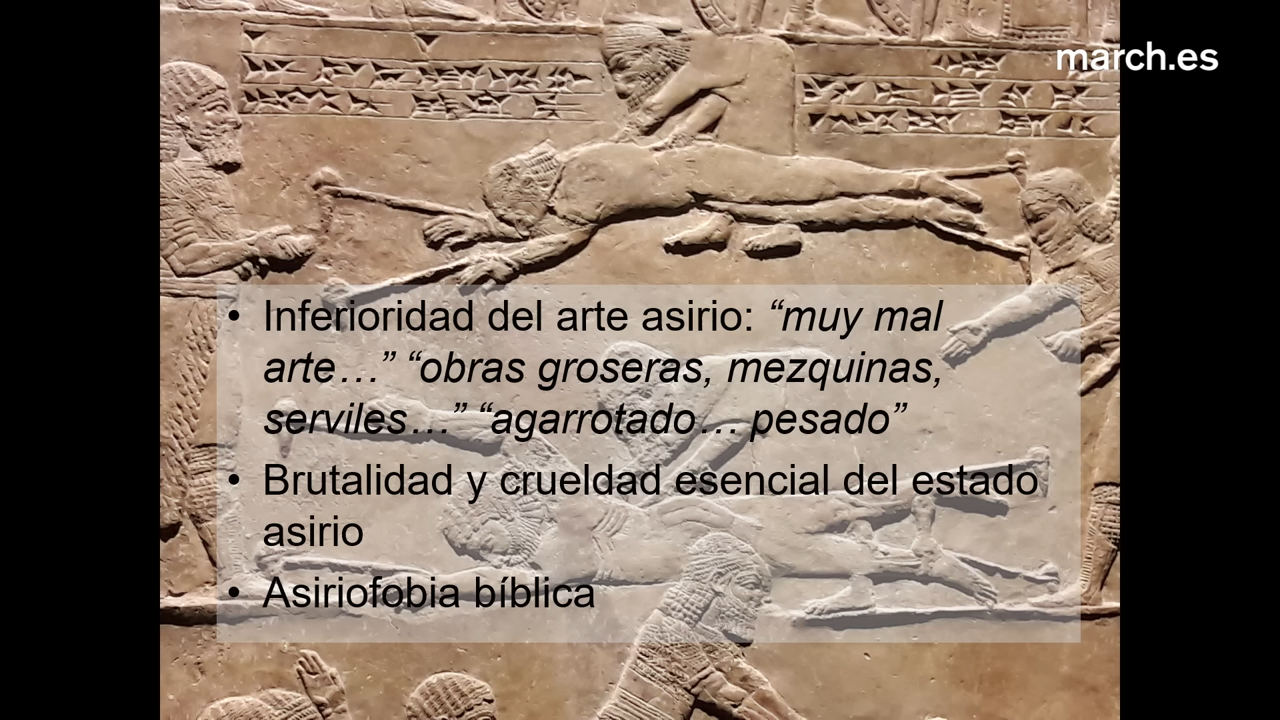 march.es
• Inferioridad del arte asirio: “muy mal
arte…” “obras groseras, mezquinas,
serviles…” “agarrotado… pesado”
• Brutalidad y crueldad esencial del estado
asirio
• Asiriofobia bíblica